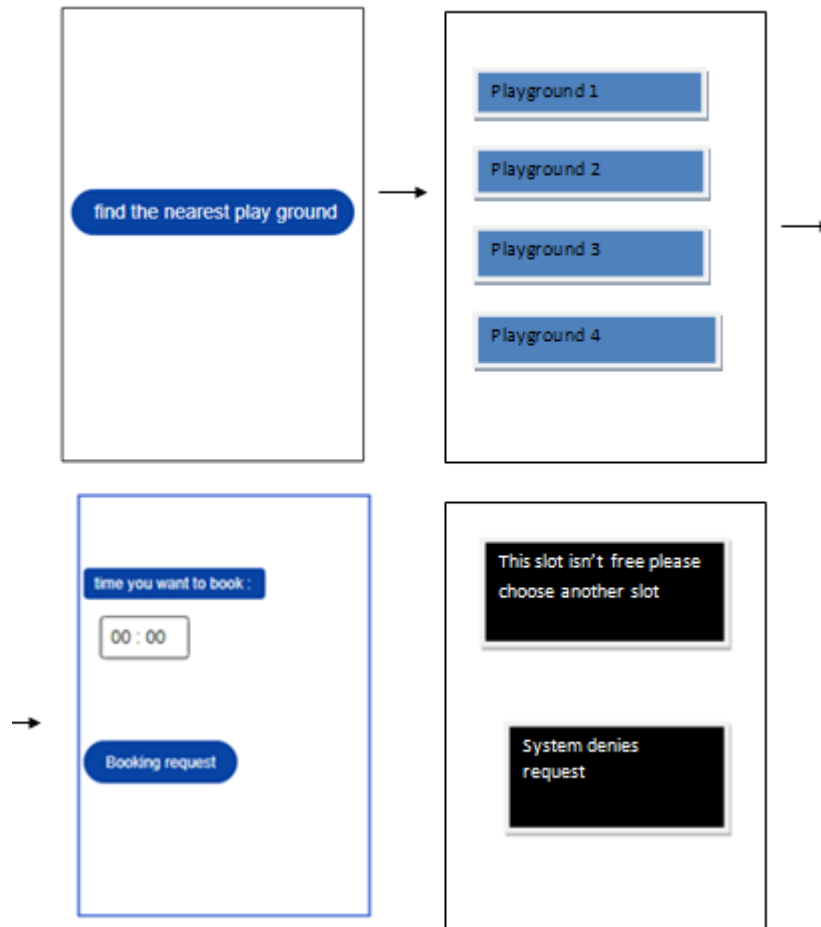 find the nearest play ground
Playground 1
Playground 2
Playground 3
Playground 4
time you want to book :
00 : 00
Booking request
This slot isn't free please
choose another slot
System denies
request